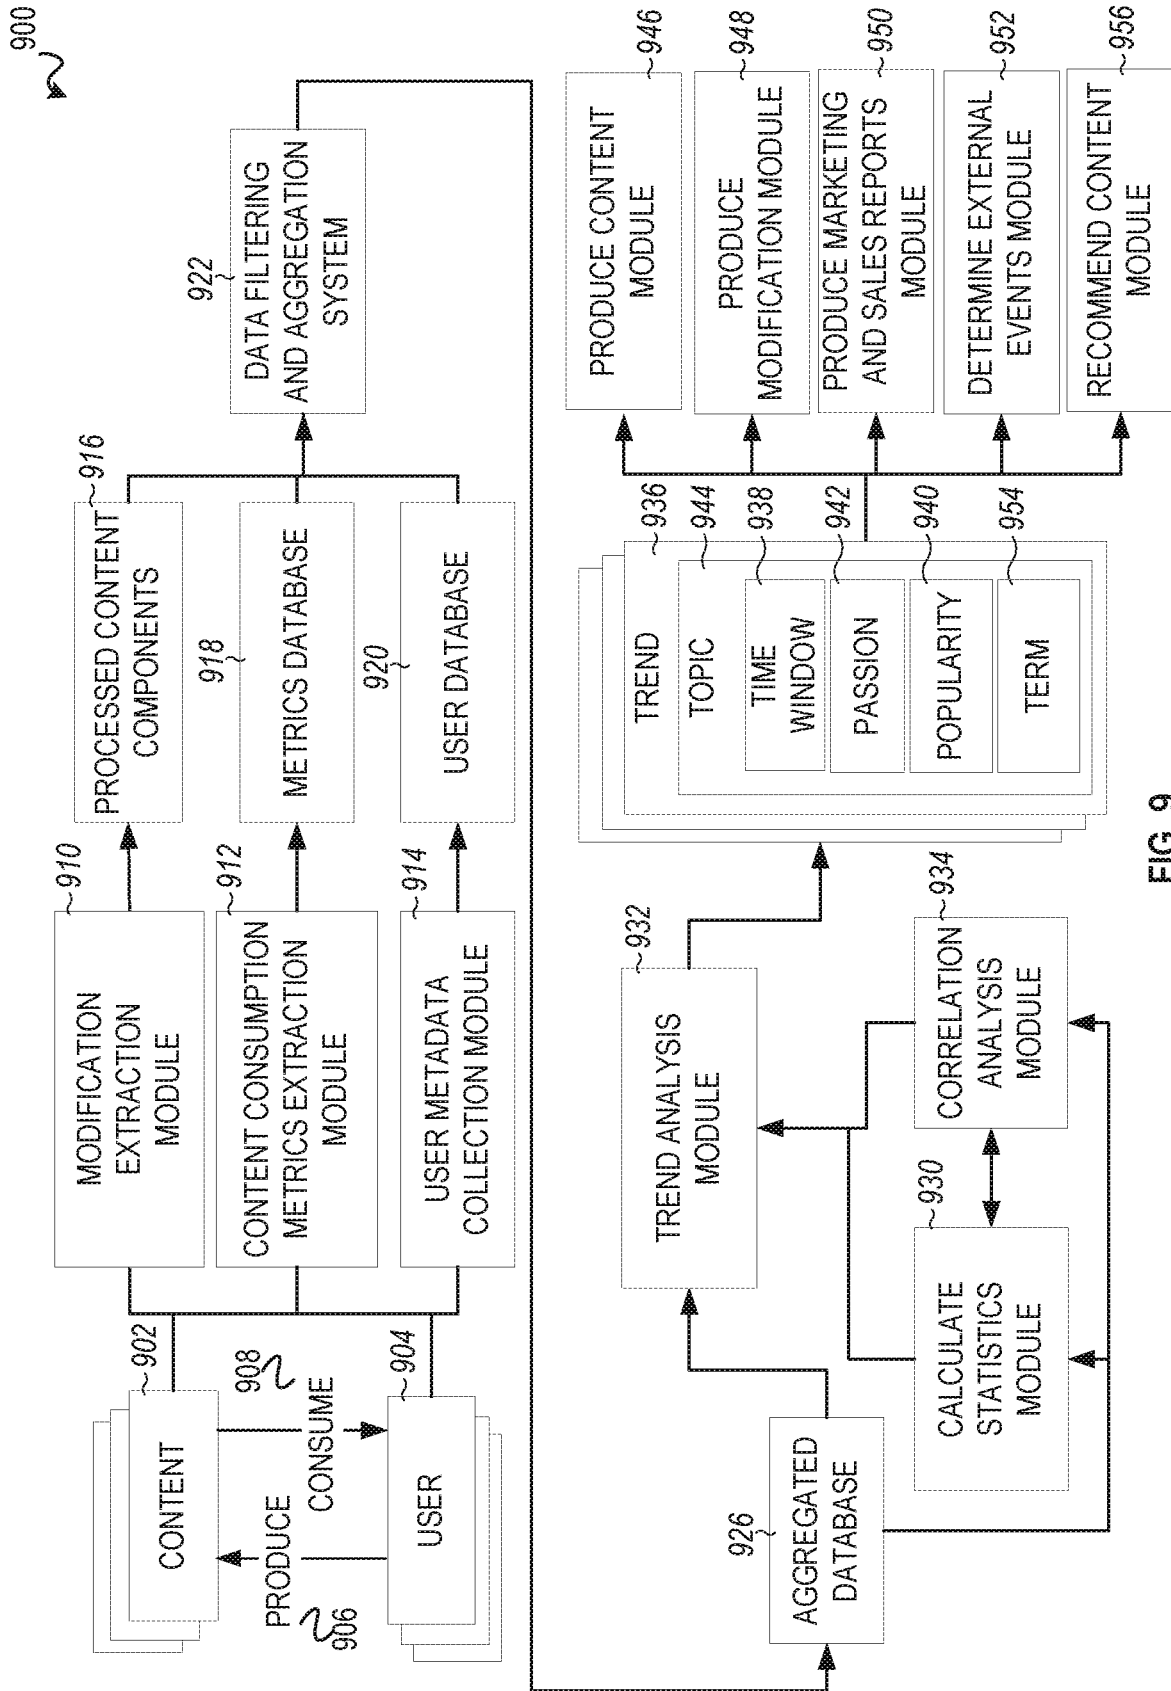 900
902
CONTENT
PRODUCE
906
CONSUME
908
904
USER
910
MODIFICATION
EXTRACTION
MODULE
912
CONTENT CONSUMPTION
METRICS EXTRACTION
MODULE
914
USER METADATA
COLLECTION MODULE
916
PROCESSED CONTENT
COMPONENTS
918
METRICS DATABASE
920
USER DATABASE
922
DATA FILTERING
AND AGGREGATION
SYSTEM
926
AGGREGATED
DATABASE
932
TREND ANALYSIS
MODULE
930
CALCULATE
STATISTICS
MODULE
934
CORRELATION
ANALYSIS
MODULE
TREND
936
TOPIC
944
TIME
WINDOW
938
PASSION
942
POPULARITY
940
TERM
954
PRODUCE CONTENT
MODULE
946
PRODUCE
MODIFICATION MODULE
948
PRODUCE MARKETING
AND SALES REPORTS
MODULE
950
DETERMINE EXTERNAL
EVENTS MODULE
952
RECOMMEND CONTENT
MODULE
956
FIG. 9